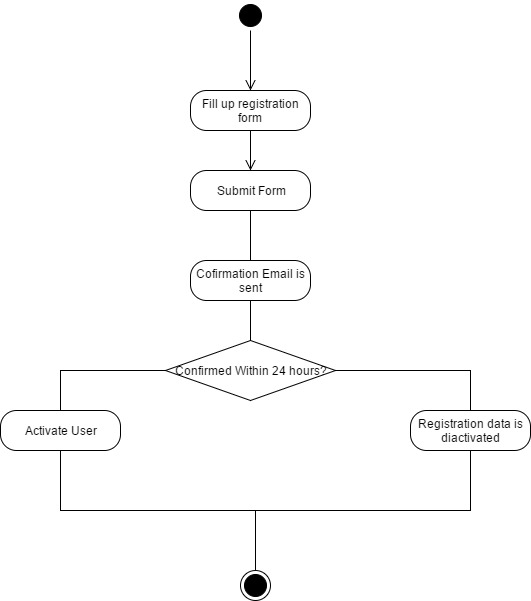 Fill up registration
form
Submit Form
Cofirmation Email is
sent
Confirmed Within 24 hours?
Activate User
Registration data is
diactivated